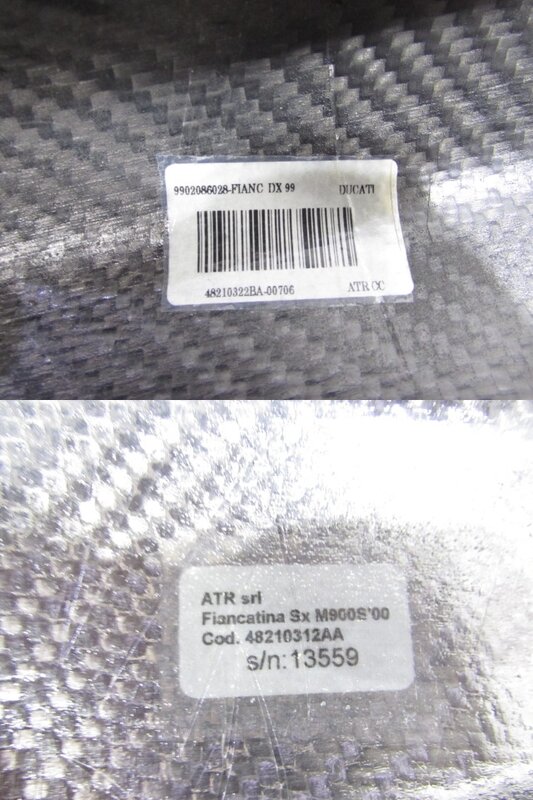 9902086028-FIANC DX 99 DUCATI
48210322BA-00706 ATR CC
ATR srl
Fiancatina Sx M900S'00
Cod. 48210312AA
s/n: 13559